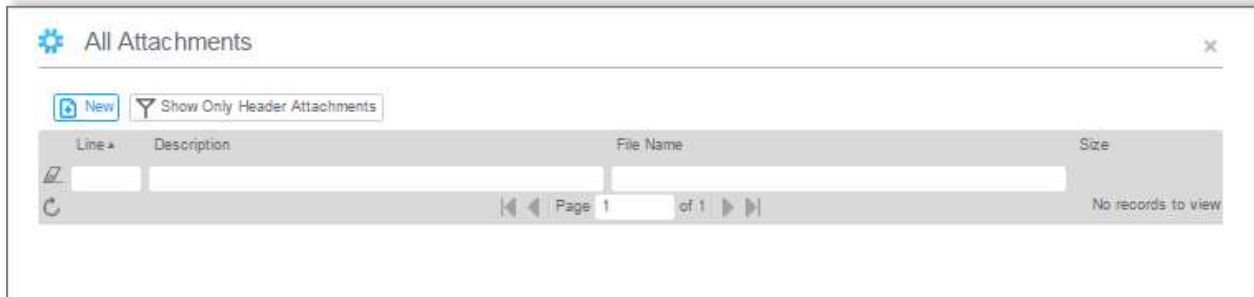 All Attachments
New Show Only Header Attachments
Line Description File Name Size
Page 1 of 1 No records to view